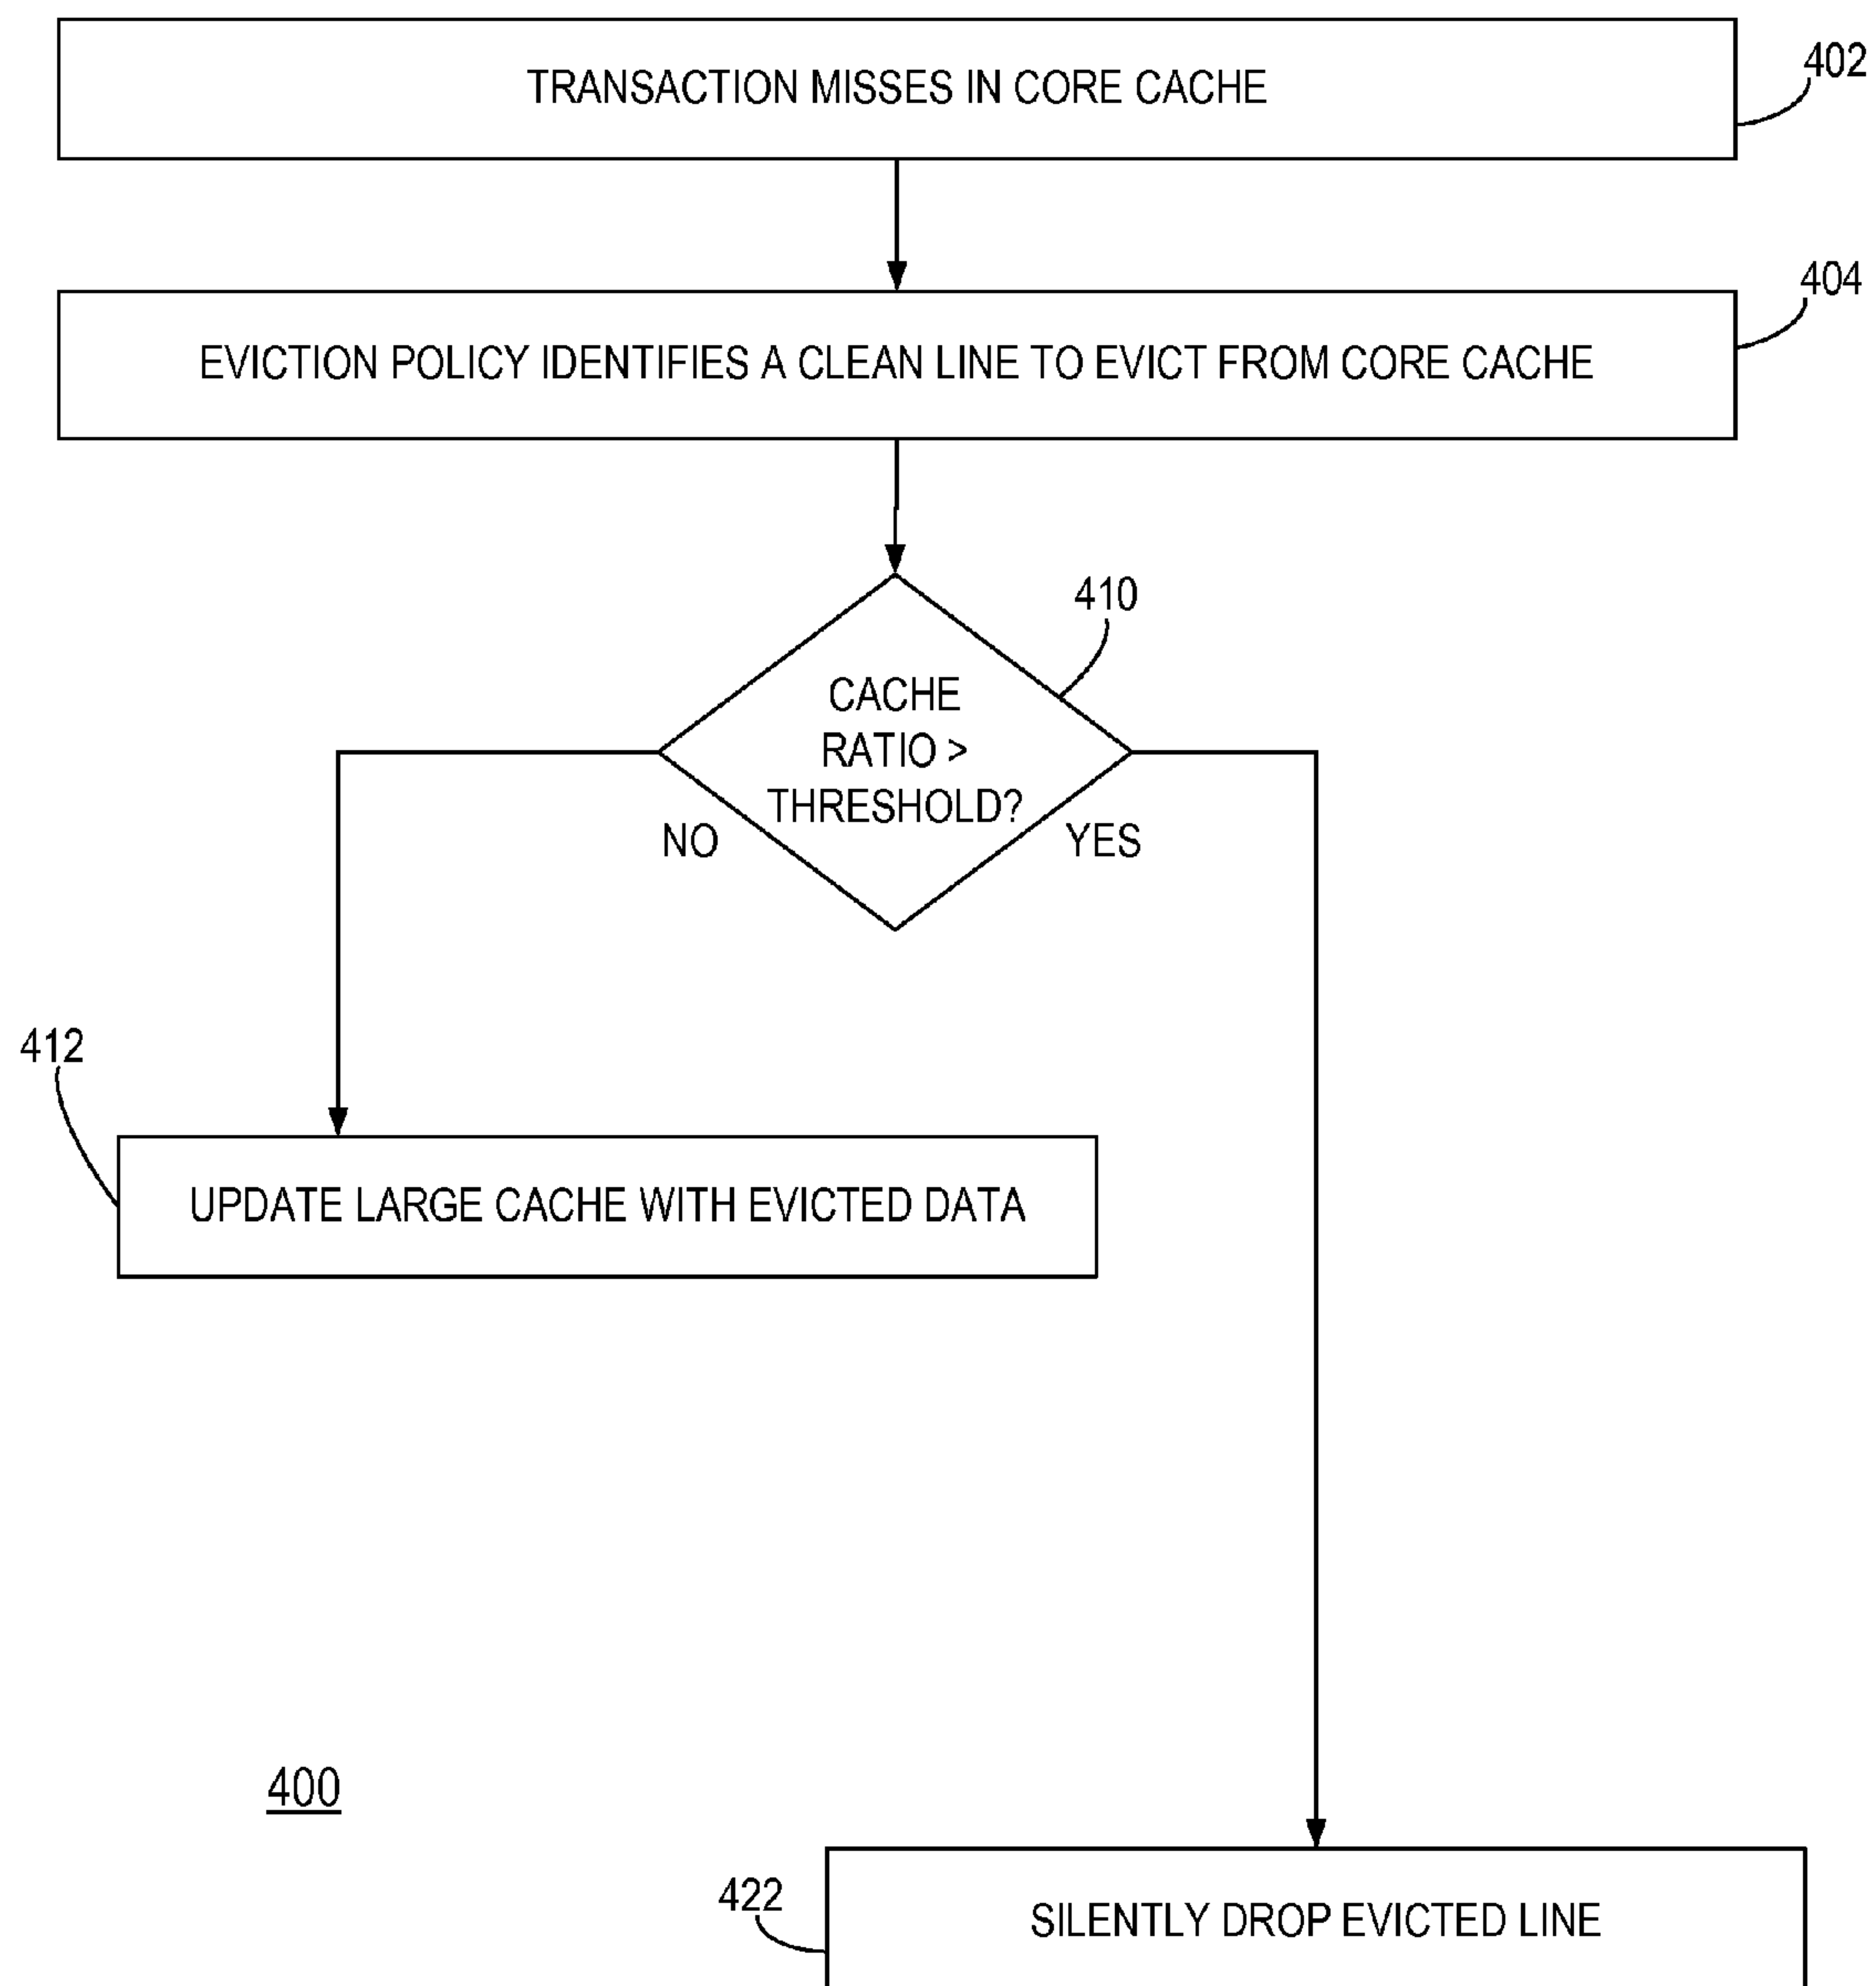 TRANSACTION MISSES IN CORE CACHE
402
EVICTION POLICY IDENTIFIES A CLEAN LINE TO EVICT FROM CORE CACHE
404
410
CACHE
RATIO >
THRESHOLD?
NO
YES
412
UPDATE LARGE CACHE WITH EVICTED DATA
400
422
SILENTLY DROP EVICTED LINE